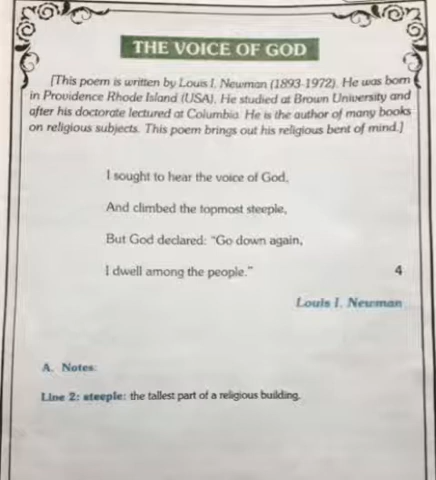 THE VOICE OF GOD
[This poem is written by Louis I. Newman (1893-1972). He was born
in Providence Rhode Island (USA). He studied at Brown University and
after his doctorate lectured at Columbia. He is the author of many books
on religious subjects. This poem brings out his religious bent of mind.]
I sought to hear the voice of God,
And climbed the topmost steeple,
But God declared: "Go down again,
I dwell among the people." 4
Louis I. Newman
A. Notes:
Line 2: steeple: the tallest part of a religious building.